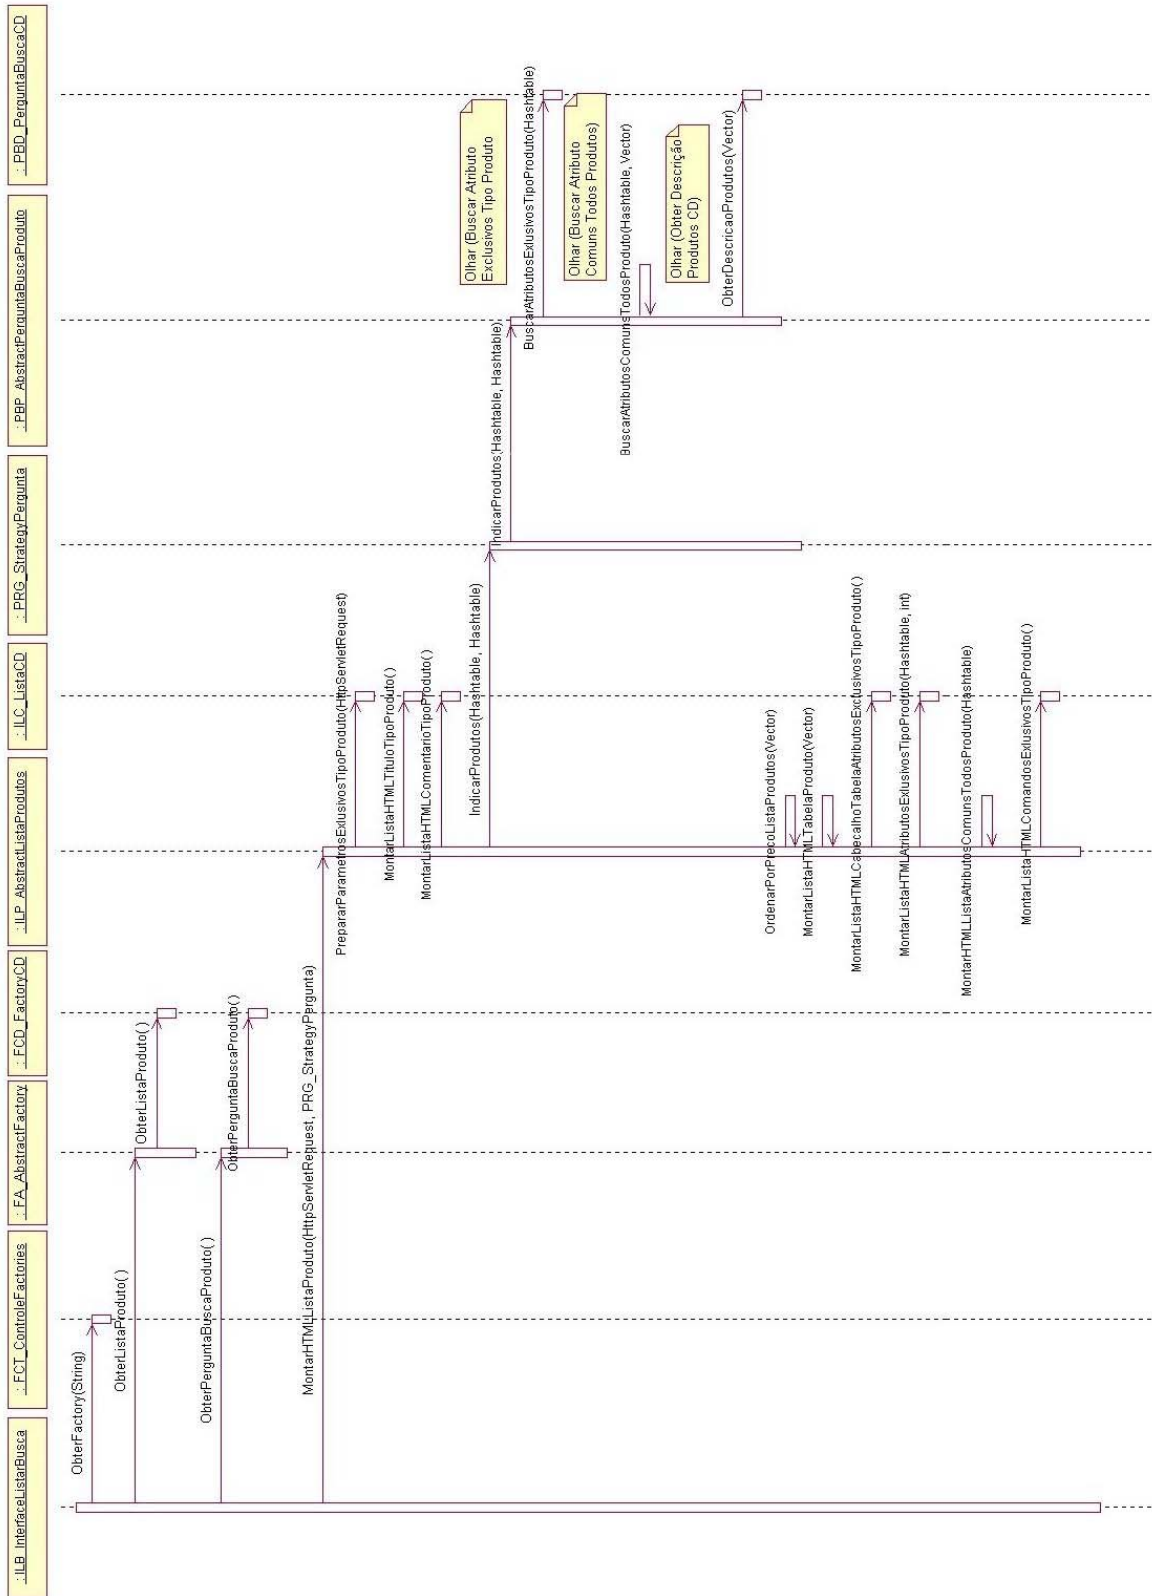 : ILB_InterfaceListarBusca
: FCT_ControleFactories
: FA_AbstractFactory
: FCD_FactoryCD
: ILP_AbstractListaProdutos
: ILC_ListaCD
: PRG_StrategyPergunta
: PBP_AbstractPerguntaBuscaProduto
: PBD_PerguntaBuscaCD
ObterFactory(String)
ObterListaProduto( )
ObterListaProduto( )
ObterPerguntaBuscaProduto( )
ObterPerguntaBuscaProduto( )
MontarHTMLListaProduto(HttpServletRequest, PRG_StrategyPergunta)
PrepararParametrosExlusivosTipoProduto(HttpServletRequest)
MontarListaHTMLTituloTipoProduto( )
MontarListaHTMLComentarioTipoProduto( )
IndicarProdutos(Hashtable, Hashtable)
IndicarProdutos(Hashtable, Hashtable)
Olhar (Buscar Atributo
Exclusivos Tipo Produto
BuscarAtributosExlusivosTipoProduto(Hashtable)
Olhar (Buscar Atributo
Comuns Todos Produtos)
BuscarAtributosComunsTodosProduto(Hashtable, Vector)
Olhar (Obter Descrição
Produtos CD)
ObterDescricaoProdutos(Vector)
OrdenarPorPrecoListaProdutos(Vector)
MontarListaHTMLTabelaProduto(Vector)
MontarListaHTMLCabecalhoTabelaAtributosExclusivosTipoProduto( )
MontarListaHTMLAtributosExlusivosTipoProduto(Hashtable, int)
MontarHTMLListaAtributosComunsTodosProduto(Hashtable)
MontarListaHTMLComandosExlusivosTipoProduto( )